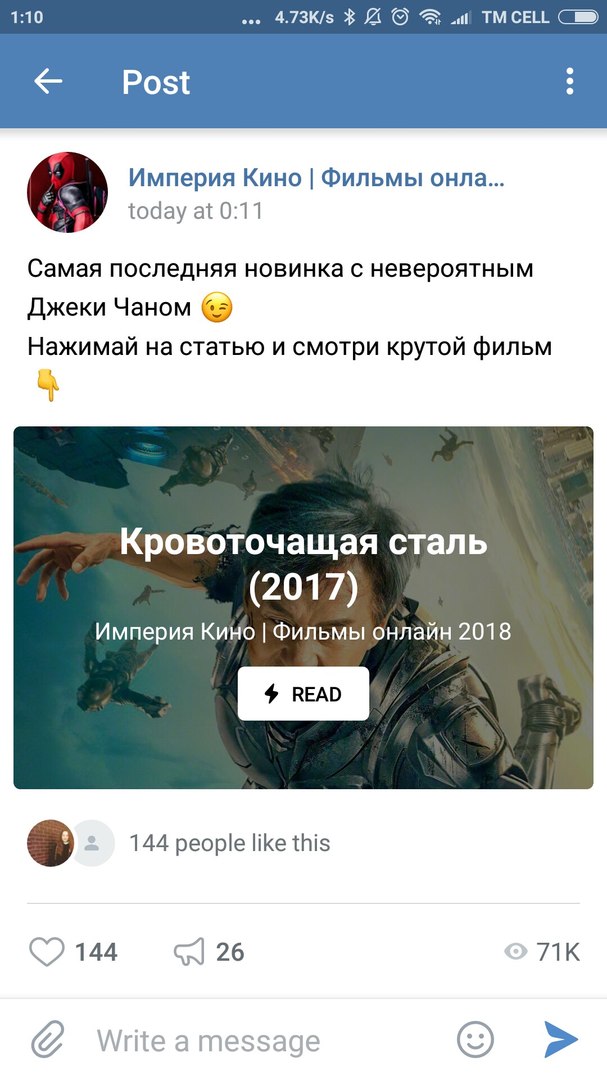 1:10
... 4.73K/s TM CELL
Post
Империя Кино | Фильмы онла...
today at 0:11
Самая последняя новинка с невероятным
Джеки Чаном 😉
Нажимай на статью и смотри крутой фильм
👇
Кровоточащая сталь
(2017)
Империя Кино | Фильмы онлайн 2018
READ
144 people like this
144
26
71K
Write a message